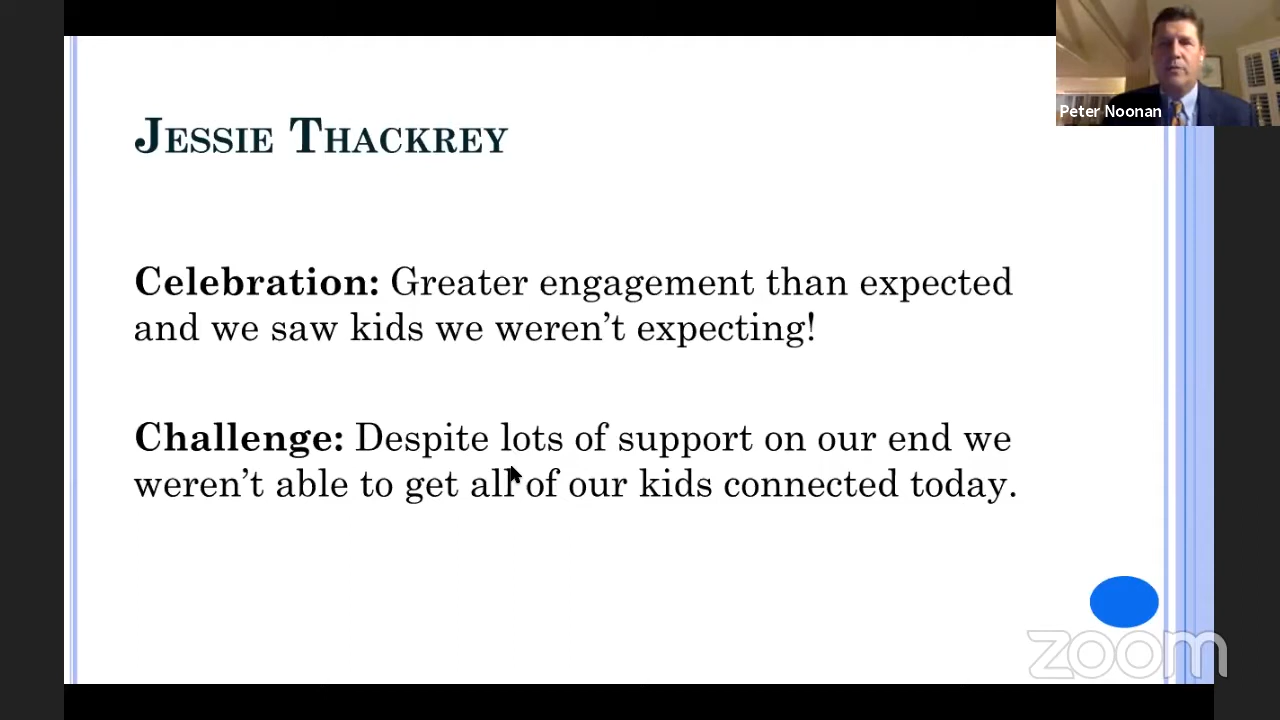 Peter Noonan
Jessie Thackrey
Celebration: Greater engagement than expected
and we saw kids we weren’t expecting!
Challenge: Despite lots of support on our end we
weren’t able to get all of our kids connected today.
zoom